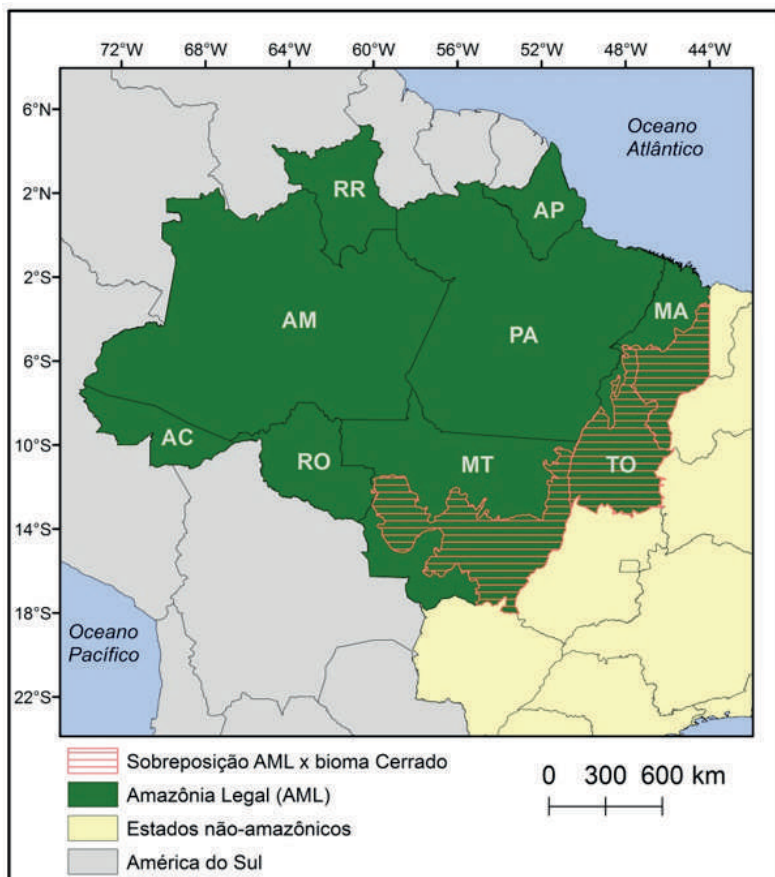 72°W 68°W 64°W 60°W 56°W 52°W 48°W 44°W
6°N
Oceano
Atlântico
RR
2°N
AP
2°S
MA
AM
PA
6°S
10°S
AC
RO
MT
TO
14°S
18°S
Oceano
Pacífico
22°S
Sobreposição AML x bioma Cerrado
Amazônia Legal (AML)
0 300 600 km
Estados não-amazônicos
América do Sul